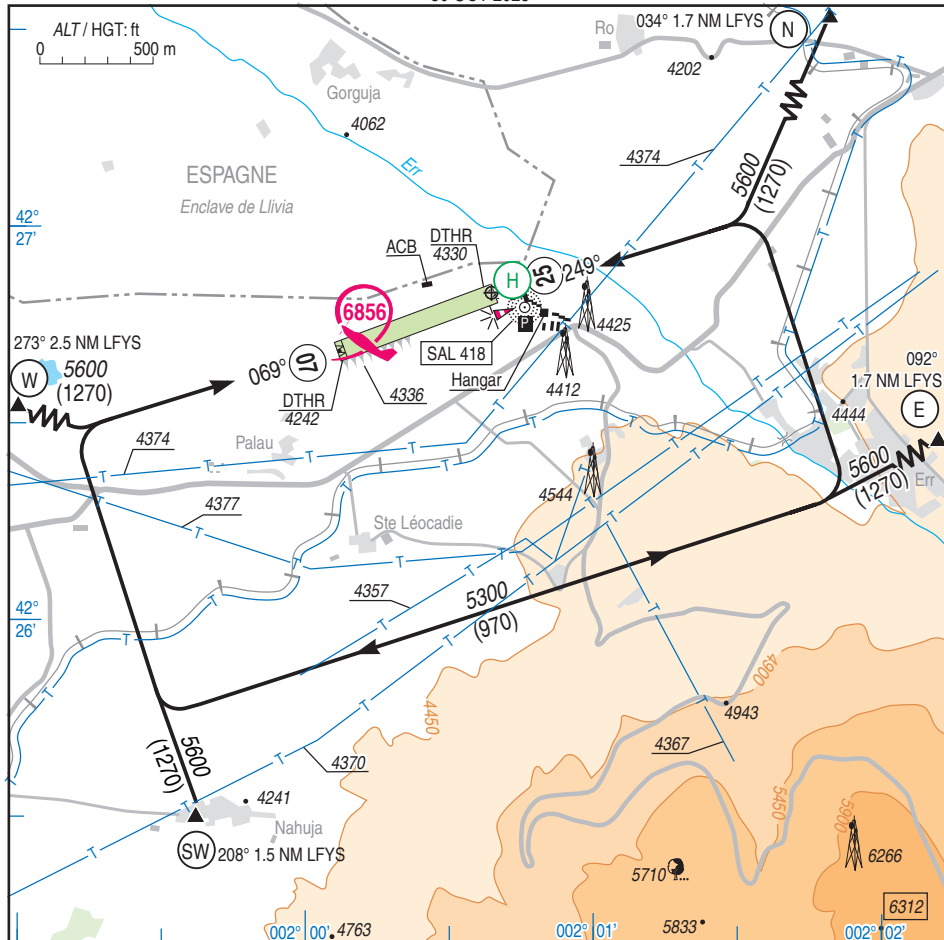 ALT / HGT: ft
0 500 m
034° 1.7 NM LFYS
N
Ro
4202
Gorguja
4062
4374
Err
5600
(1270)
ESPAGNE
Enclave de Llivia
42°
27'
ACB
DTHR
4330
H
25
249°
6856
4425
P
SAL 418
273° 2.5 NM LFYS
W
5600
(1270)
069°
07
4336
Hangar
4412
092°
1.7 NM LFYS
E
DTHR
4242
4444
4374
Palau
5600
(1270)
Err
4377
4544
Ste Léocadie
4357
5300
(970)
42°
26'
4900
4450
4943
4367
5600
(1270)
4370
4241
5450
5900
Nahuja
SW
208° 1.5 NM LFYS
6266
5710
6312
002° 00'
4763
002° 01'
5833
002° 02'